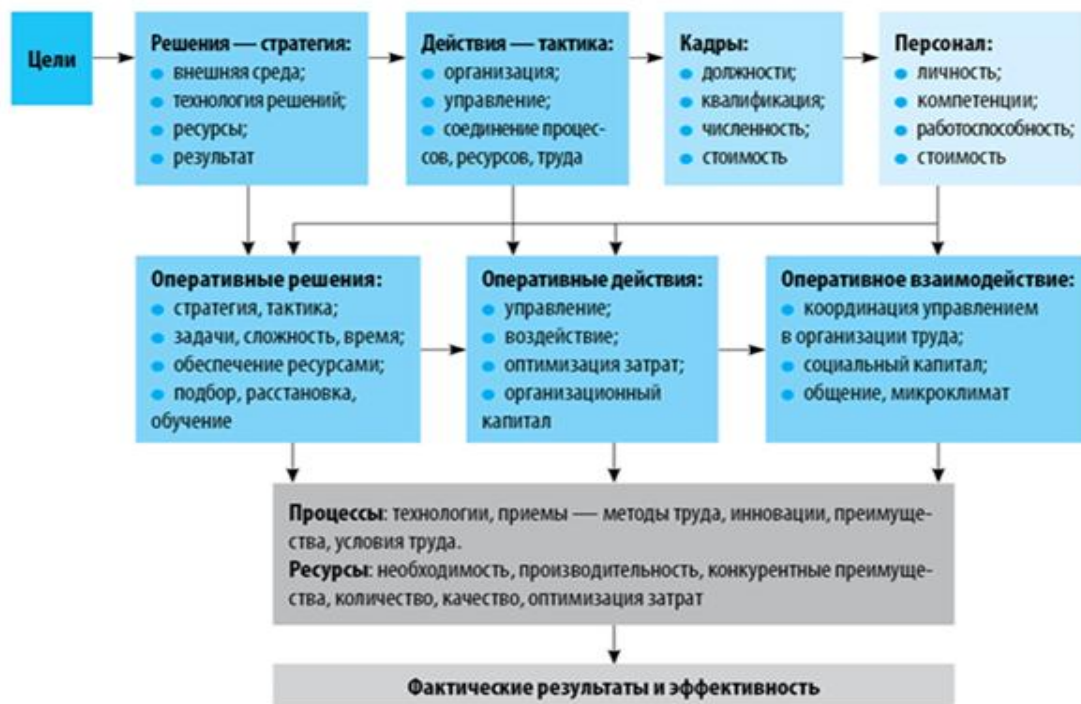 Цели
Решения — стратегия:
• внешняя среда;
• технология решений;
• ресурсы;
• результат
Действия — тактика:
• организация;
• управление;
• соединение процес-
сов, ресурсов, труда
Кадры:
• должности;
• квалификация;
• численность;
• стоимость
Персонал:
• личность;
• компетенции;
• работоспособность;
• стоимость
Оперативные решения:
• стратегия, тактика;
• задачи, сложность, время;
• обеспечение ресурсами;
• подбор, расстановка,
обучение
Оперативные действия:
• управление;
• воздействие;
• оптимизация затрат;
• организационный
капитал
Оперативное взаимодействие:
• координация управлением
в организации труда;
• социальный капитал;
• общение, микроклимат
Процессы: технологии, приемы — методы труда, инновации, преимуще-
ства, условия труда.
Ресурсы: необходимость, производительность, конкурентные преимуще-
ства, количество, качество, оптимизация затрат
Фактические результаты и эффективность